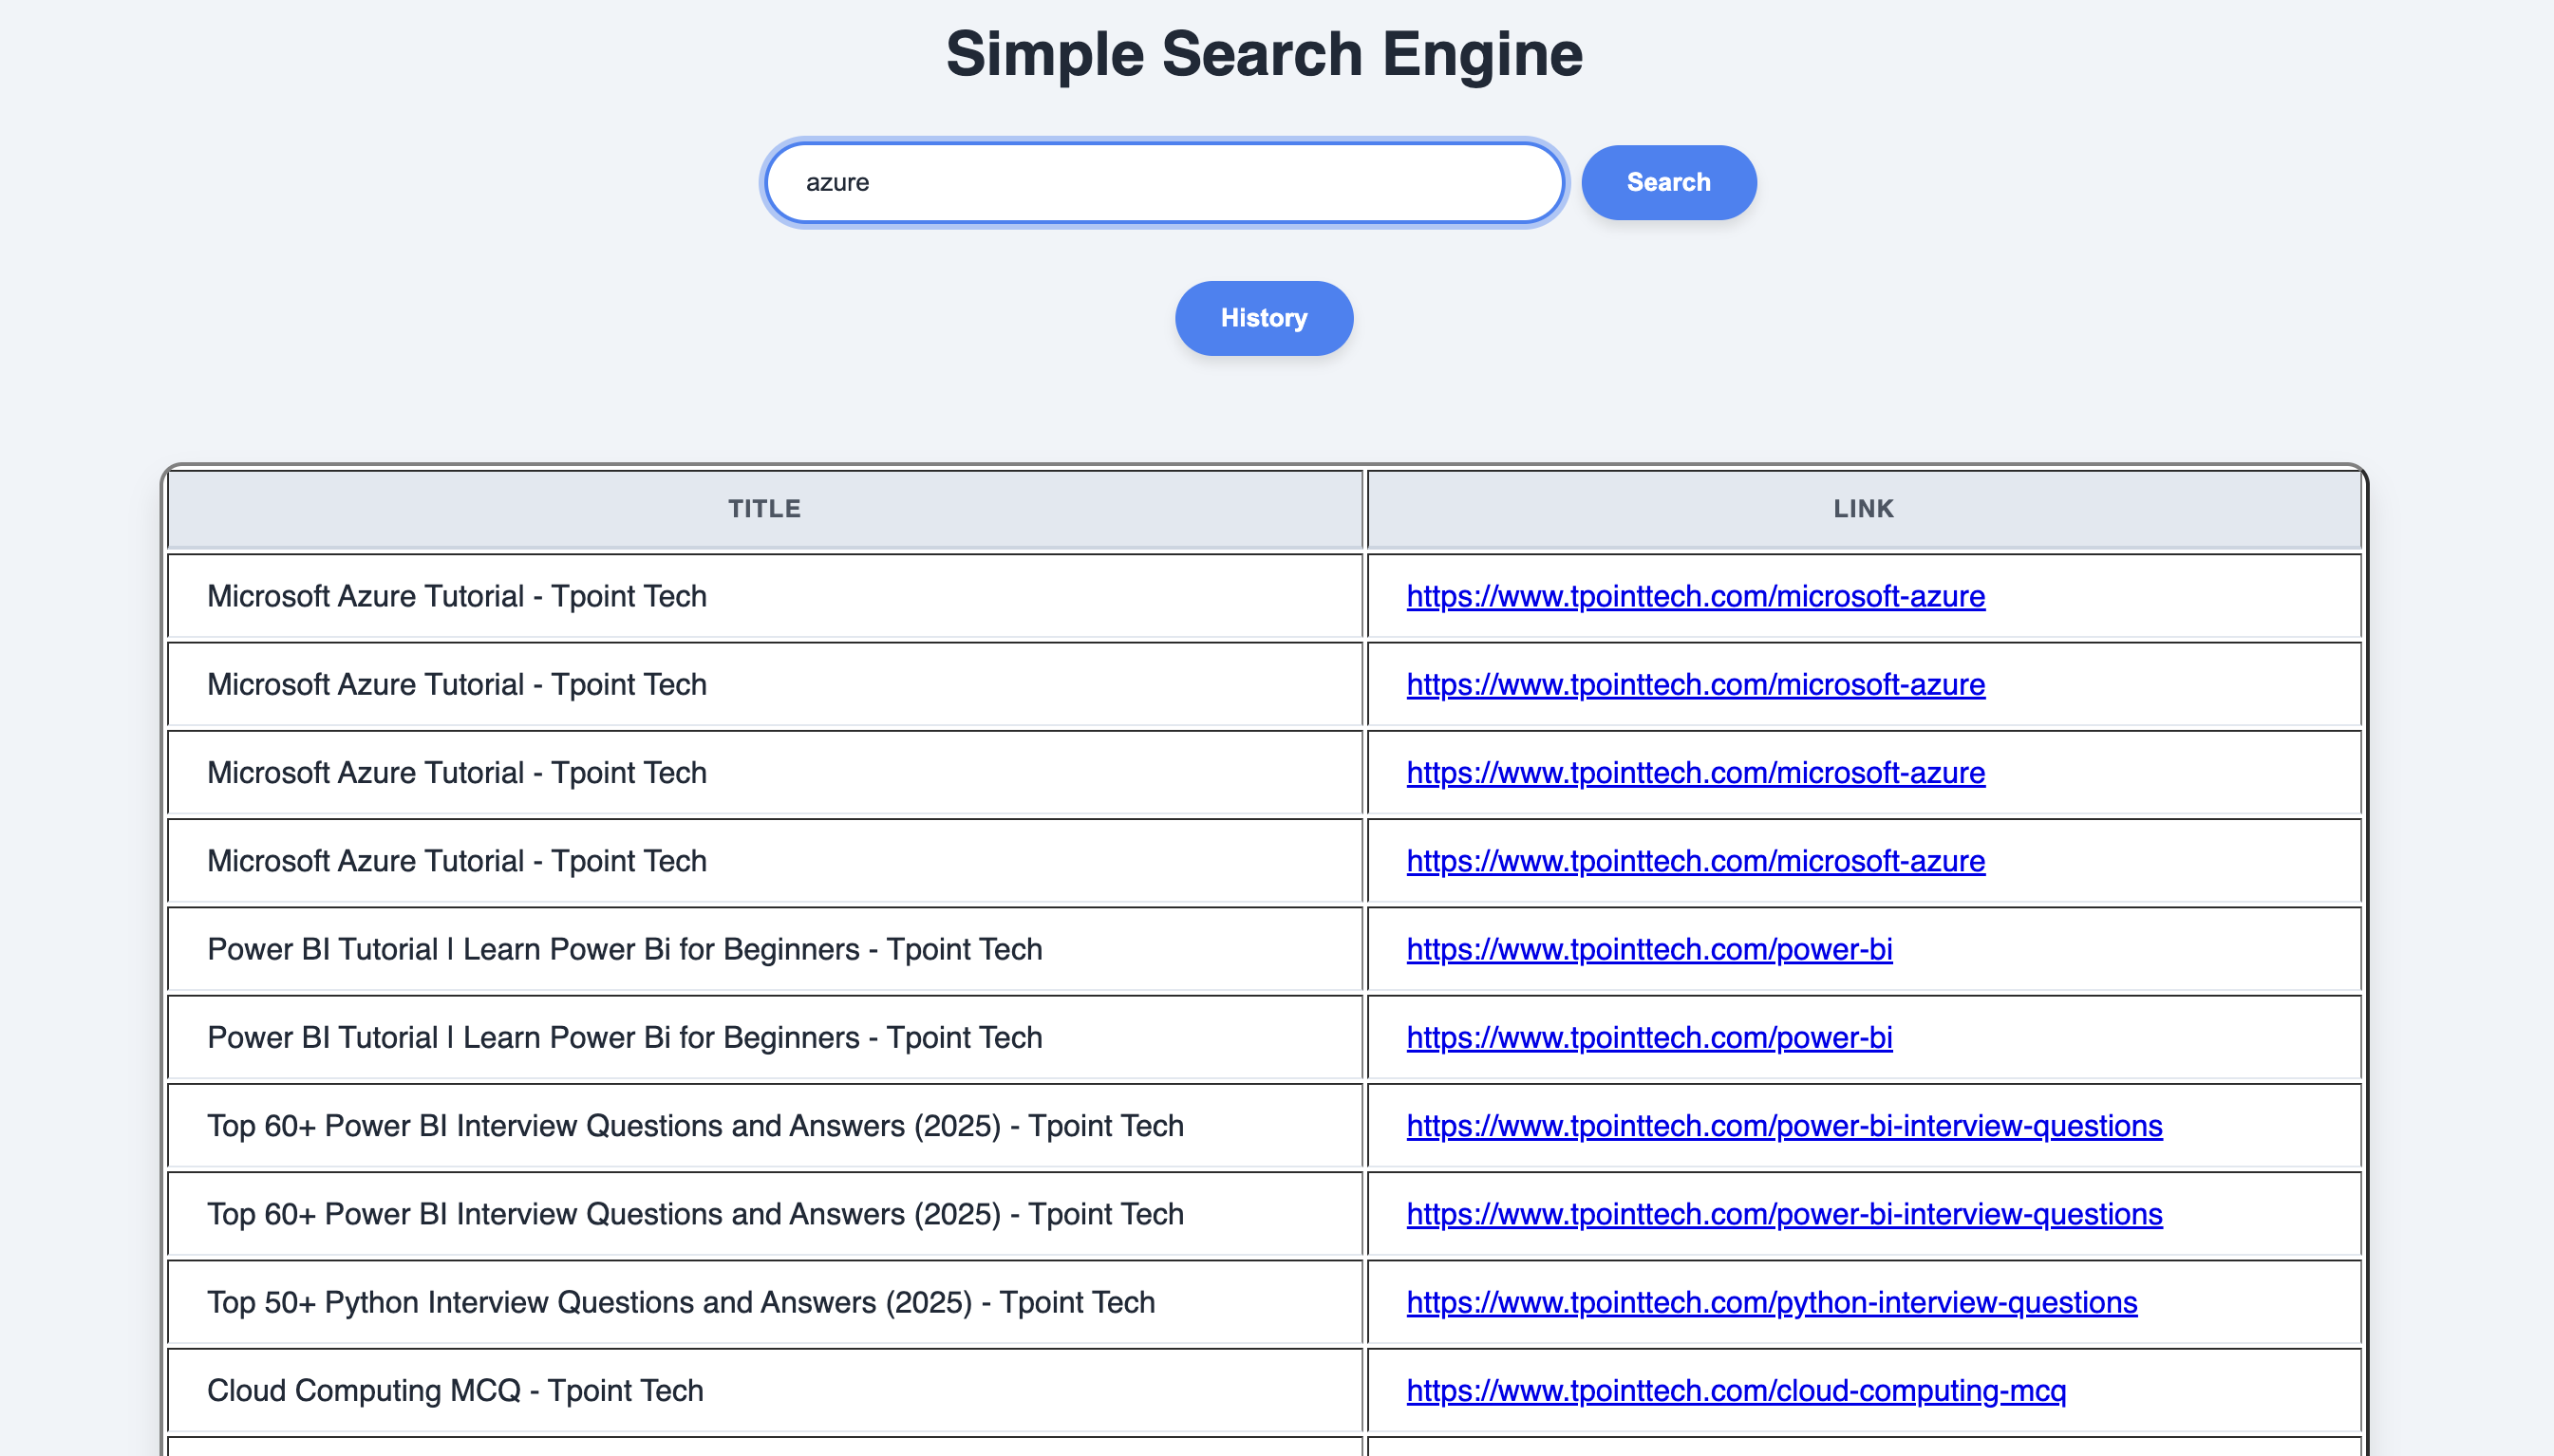 Simple Search Engine
azure
Search
History
TITLE LINK
Microsoft Azure Tutorial - Tpoint Tech https://www.tpointtech.com/microsoft-azure
Microsoft Azure Tutorial - Tpoint Tech https://www.tpointtech.com/microsoft-azure
Microsoft Azure Tutorial - Tpoint Tech https://www.tpointtech.com/microsoft-azure
Microsoft Azure Tutorial - Tpoint Tech https://www.tpointtech.com/microsoft-azure
Power BI Tutorial | Learn Power Bi for Beginners - Tpoint Tech https://www.tpointtech.com/power-bi
Power BI Tutorial | Learn Power Bi for Beginners - Tpoint Tech https://www.tpointtech.com/power-bi
Top 60+ Power BI Interview Questions and Answers (2025) - Tpoint Tech https://www.tpointtech.com/power-bi-interview-questions
Top 60+ Power BI Interview Questions and Answers (2025) - Tpoint Tech https://www.tpointtech.com/power-bi-interview-questions
Top 50+ Python Interview Questions and Answers (2025) - Tpoint Tech https://www.tpointtech.com/python-interview-questions
Cloud Computing MCQ - Tpoint Tech https://www.tpointtech.com/cloud-computing-mcq